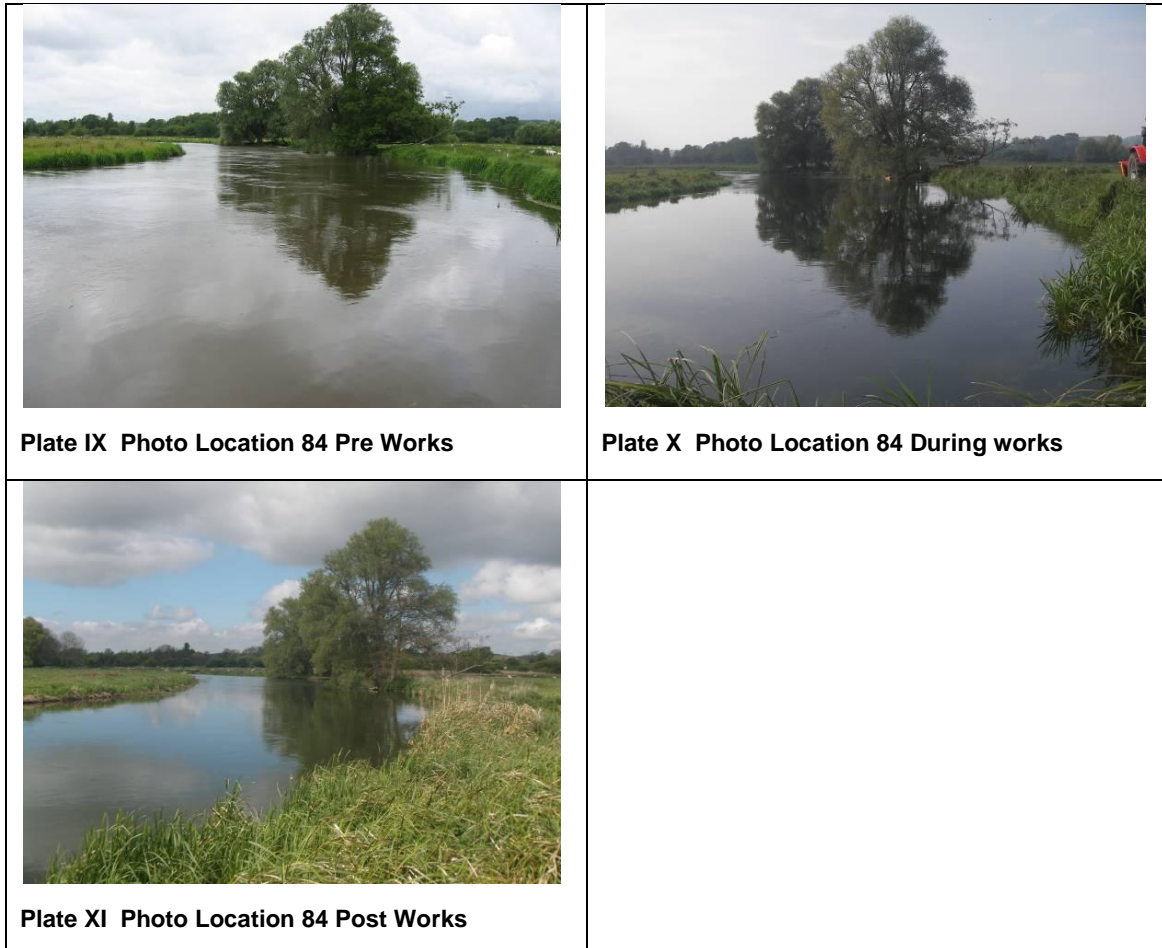 Plate IX Photo Location 84 Pre Works
Plate X Photo Location 84 During works
Plate XI Photo Location 84 Post Works